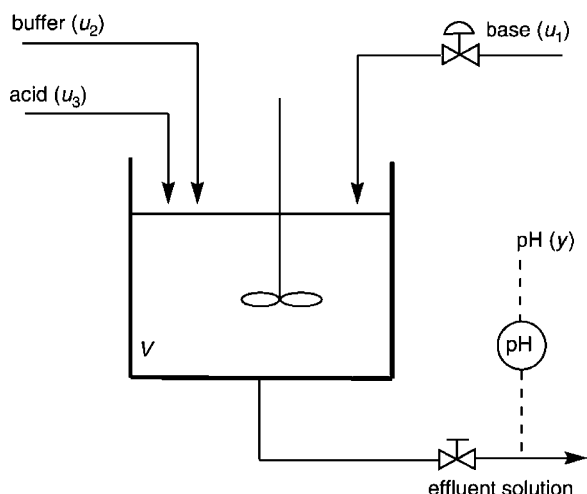 buffer (u2)
base (u1)
acid (u3)
pH (y)
pH
V
effluent solution